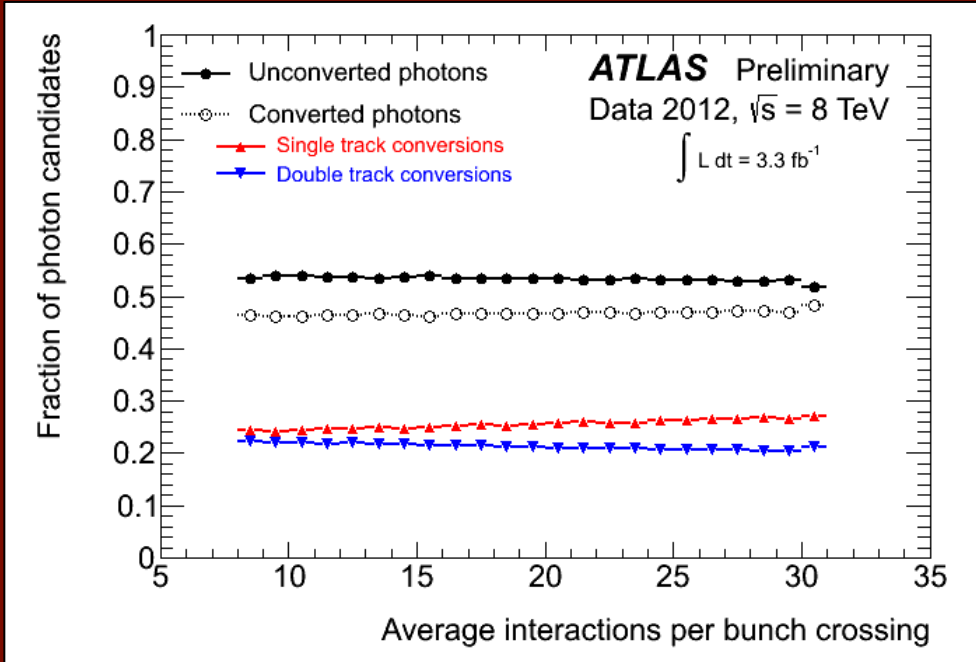 Fraction of photon candidates
1
0.9
0.8
0.7
0.6
0.5
0.4
0.3
0.2
0.1
0
Unconverted photons
Converted photons
Single track conversions
Double track conversions
ATLAS Preliminary
Data 2012, √s = 8 TeV
∫ L dt = 3.3 fb⁻¹
5 10 15 20 25 30 35
Average interactions per bunch crossing